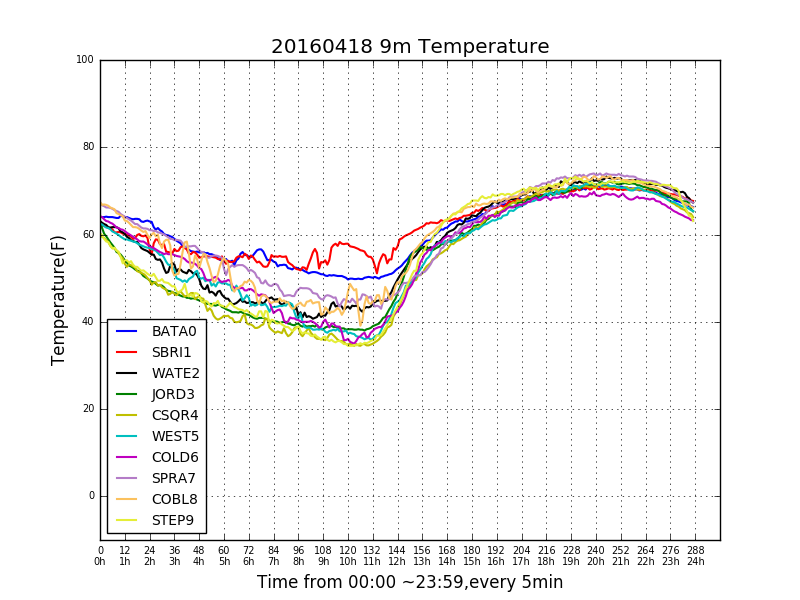 20160418 9m Temperature
100
80
60
40
20
0
Temperature(F)
BATA0
SBRI1
WATE2
JORD3
CSQR4
WEST5
COLD6
SPRA7
COBL8
STEP9
0 12 24 36 48 60 72 84 96 108 120 132 144 156 168 180 192 204 216 228 240 252 264 276 288
0h 1h 2h 3h 4h 5h 6h 7h 8h 9h 10h 11h 12h 13h 14h 15h 16h 17h 18h 19h 20h 21h 22h 23h 24h
Time from 00:00 ~23:59,every 5min